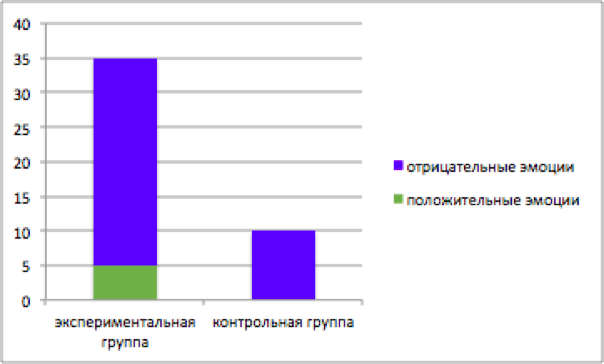 40
35
30
25
20
15
10
5
0
экспериментальная
группа
контрольная группа
отрицательные эмоции
положительные эмоции